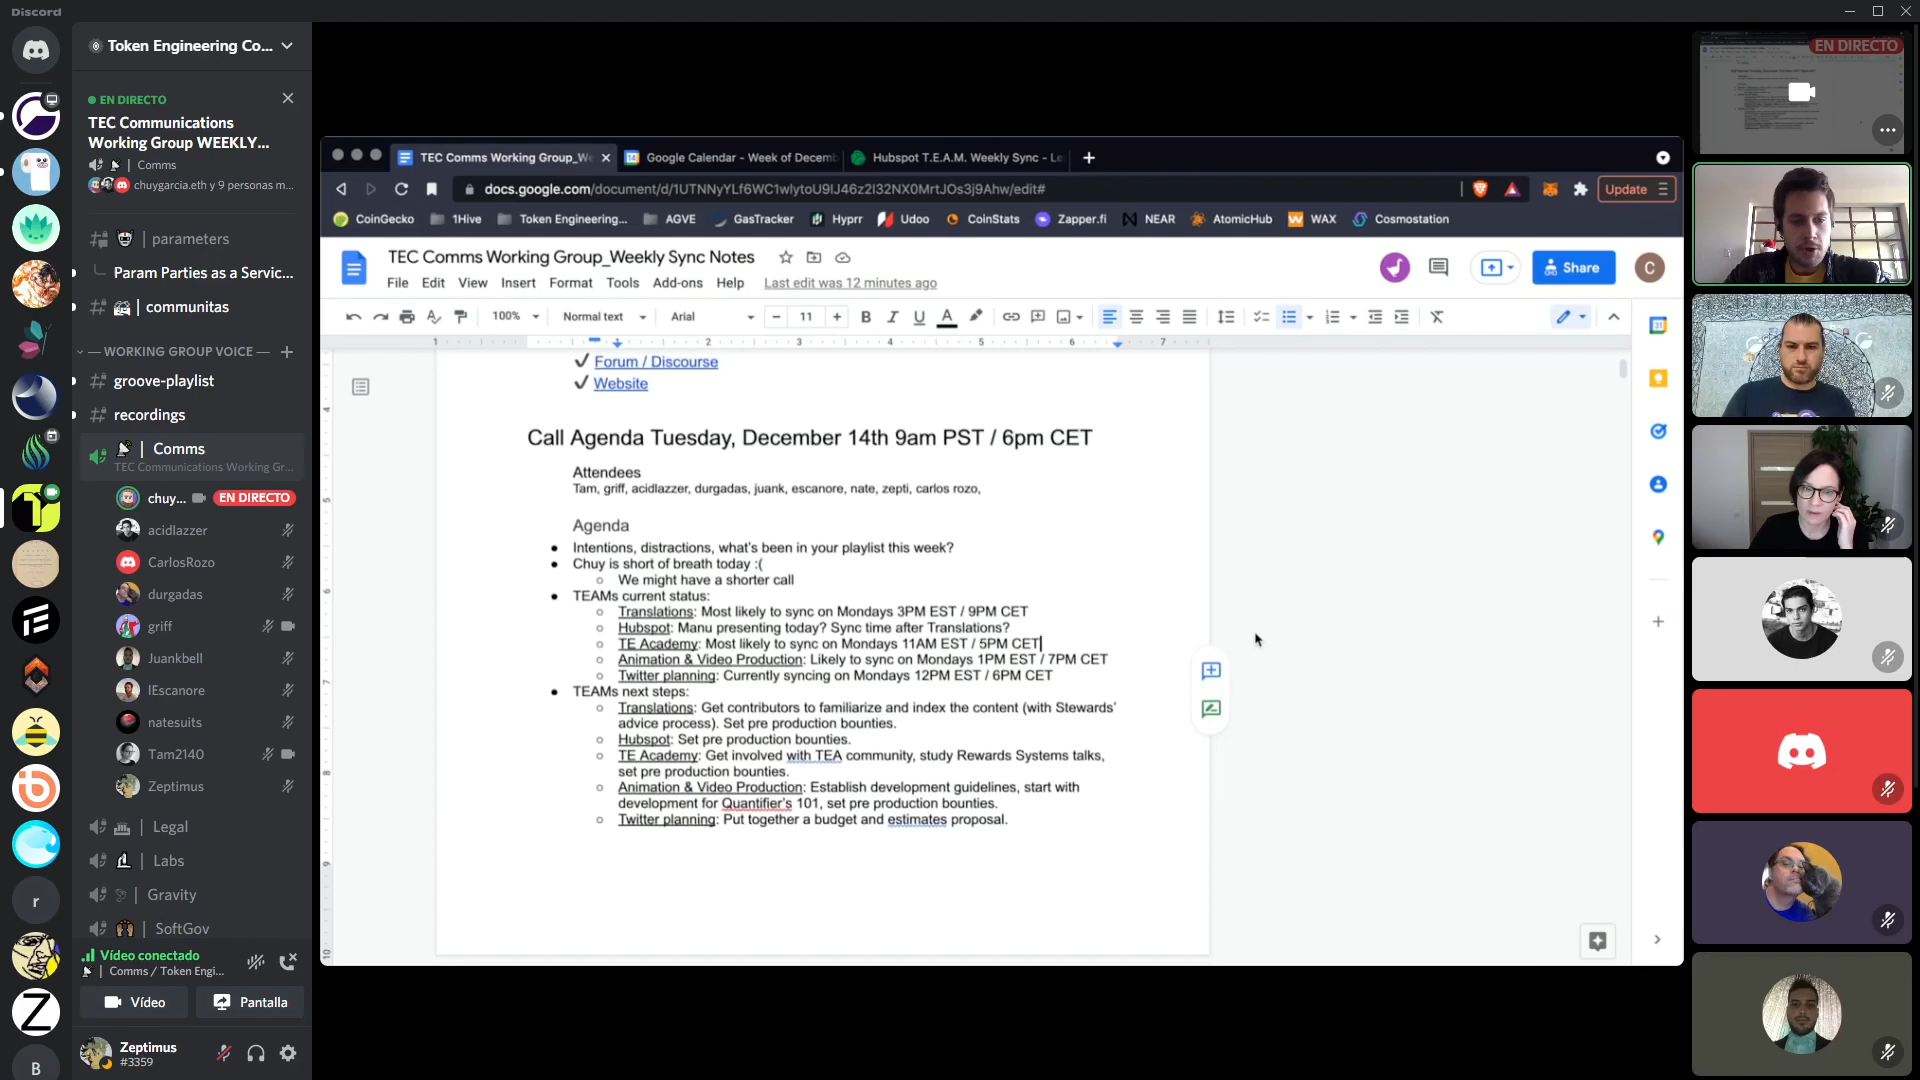 Discord
Token Engineering Co...
EN DIRECTO
TEC Communications
Working Group WEEKLY...
Comms
chuygarcia.eth y 9 personas m...
parameters
Param Parties as a Servic...
communitas
— WORKING GROUP VOICE —
groove-playlist
recordings
Comms
TEC Communications Working Gr...
chuy... EN DIRECTO
acidlazzer
CarlosRozo
durgadas
griff
Juankbell
lEscanore
natesuits
Tam2140
Zeptimus
Legal
Labs
Gravity
SoftGov
Vídeo conectado
Comms / Token Engi...
Vídeo Pantalla
Zeptimus
#3359
r
B
TEC Comms Working Group_We Google Calendar - Week of Decemb Hubspot T.E.A.M. Weekly Sync - Le
docs.google.com/document/d/1UTNNyYLf6WC1wlytoU9IJ46z2I32NX0MrtJOs3j9Ahw/edit#
Update
CoinGecko 1Hive Token Engineering... AGVE GasTracker Hyprr Udoo CoinStats Zapper.fi NEAR AtomicHub WAX Cosmostation
TEC Comms Working Group_Weekly Sync Notes
File Edit View Insert Format Tools Add-ons Help Last edit was 12 minutes ago
Share
C
100% Normal text Arial 11
1 1 2 3 4 5 6 7
Forum / Discourse
Website
Call Agenda Tuesday, December 14th 9am PST / 6pm CET
Attendees
Tam, griff, acidlazzer, durgadas, juank, escanore, nate, zepti, carlos rozo,
Agenda
Intentions, distractions, what's been in your playlist this week?
Chuy is short of breath today :(
We might have a shorter call
TEAMs current status:
Translations: Most likely to sync on Mondays 3PM EST / 9PM CET
Hubspot: Manu presenting today? Sync time after Translations?
TE Academy: Most likely to sync on Mondays 11AM EST / 5PM CET
Animation & Video Production: Likely to sync on Mondays 1PM EST / 7PM CET
Twitter planning: Currently syncing on Mondays 12PM EST / 6PM CET
TEAMs next steps:
Translations: Get contributors to familiarize and index the content (with Stewards'
advice process). Set pre production bounties.
Hubspot: Set pre production bounties.
TE Academy: Get involved with TEA community, study Rewards Systems talks,
set pre production bounties.
Animation & Video Production: Establish development guidelines, start with
development for Quantifier's 101, set pre production bounties.
Twitter planning: Put together a budget and estimates proposal.
EN DIRECTO